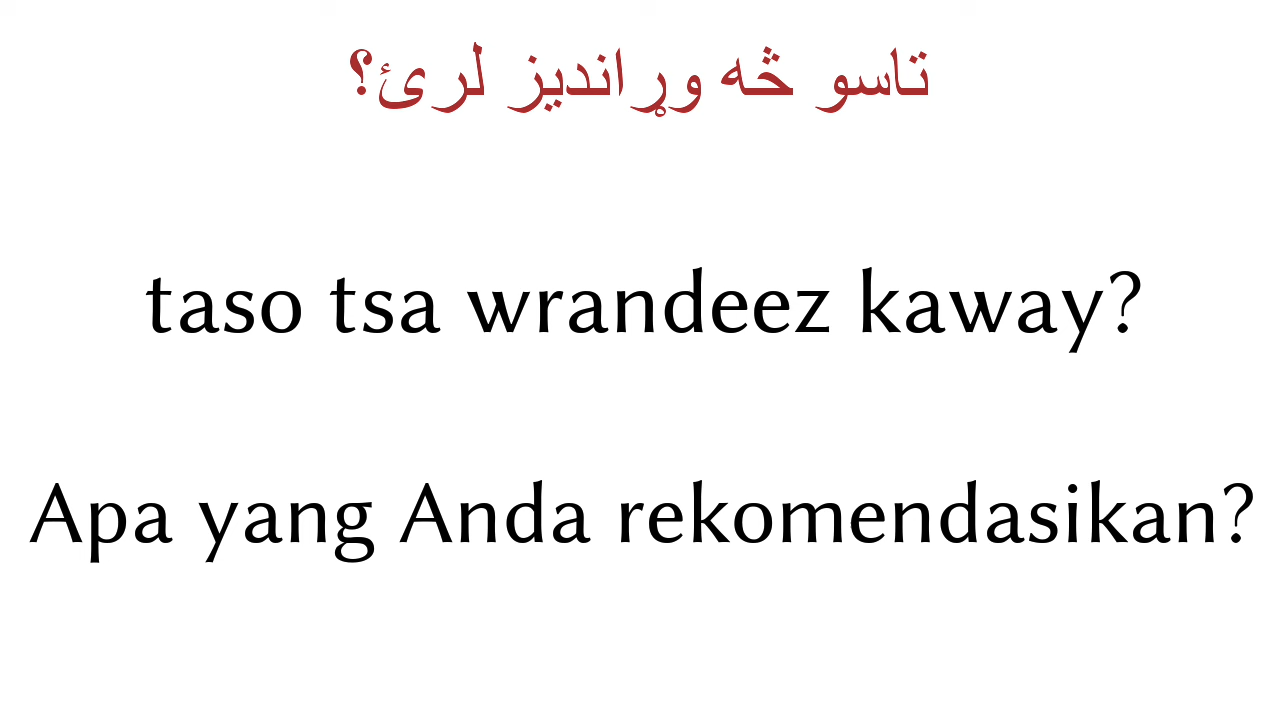 تاسو څه وړاندیز لرئ؟
taso tsa wrandeez kaway?
Apa yang Anda rekomendasikan?